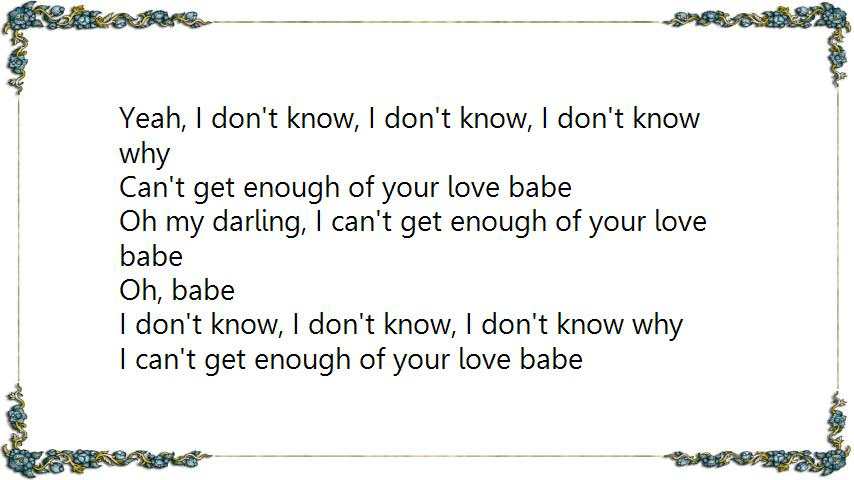 Yeah, I don't know, I don't know, I don't know
why
Can't get enough of your love babe
Oh my darling, I can't get enough of your love
babe
Oh, babe
I don't know, I don't know, I don't know why
I can't get enough of your love babe